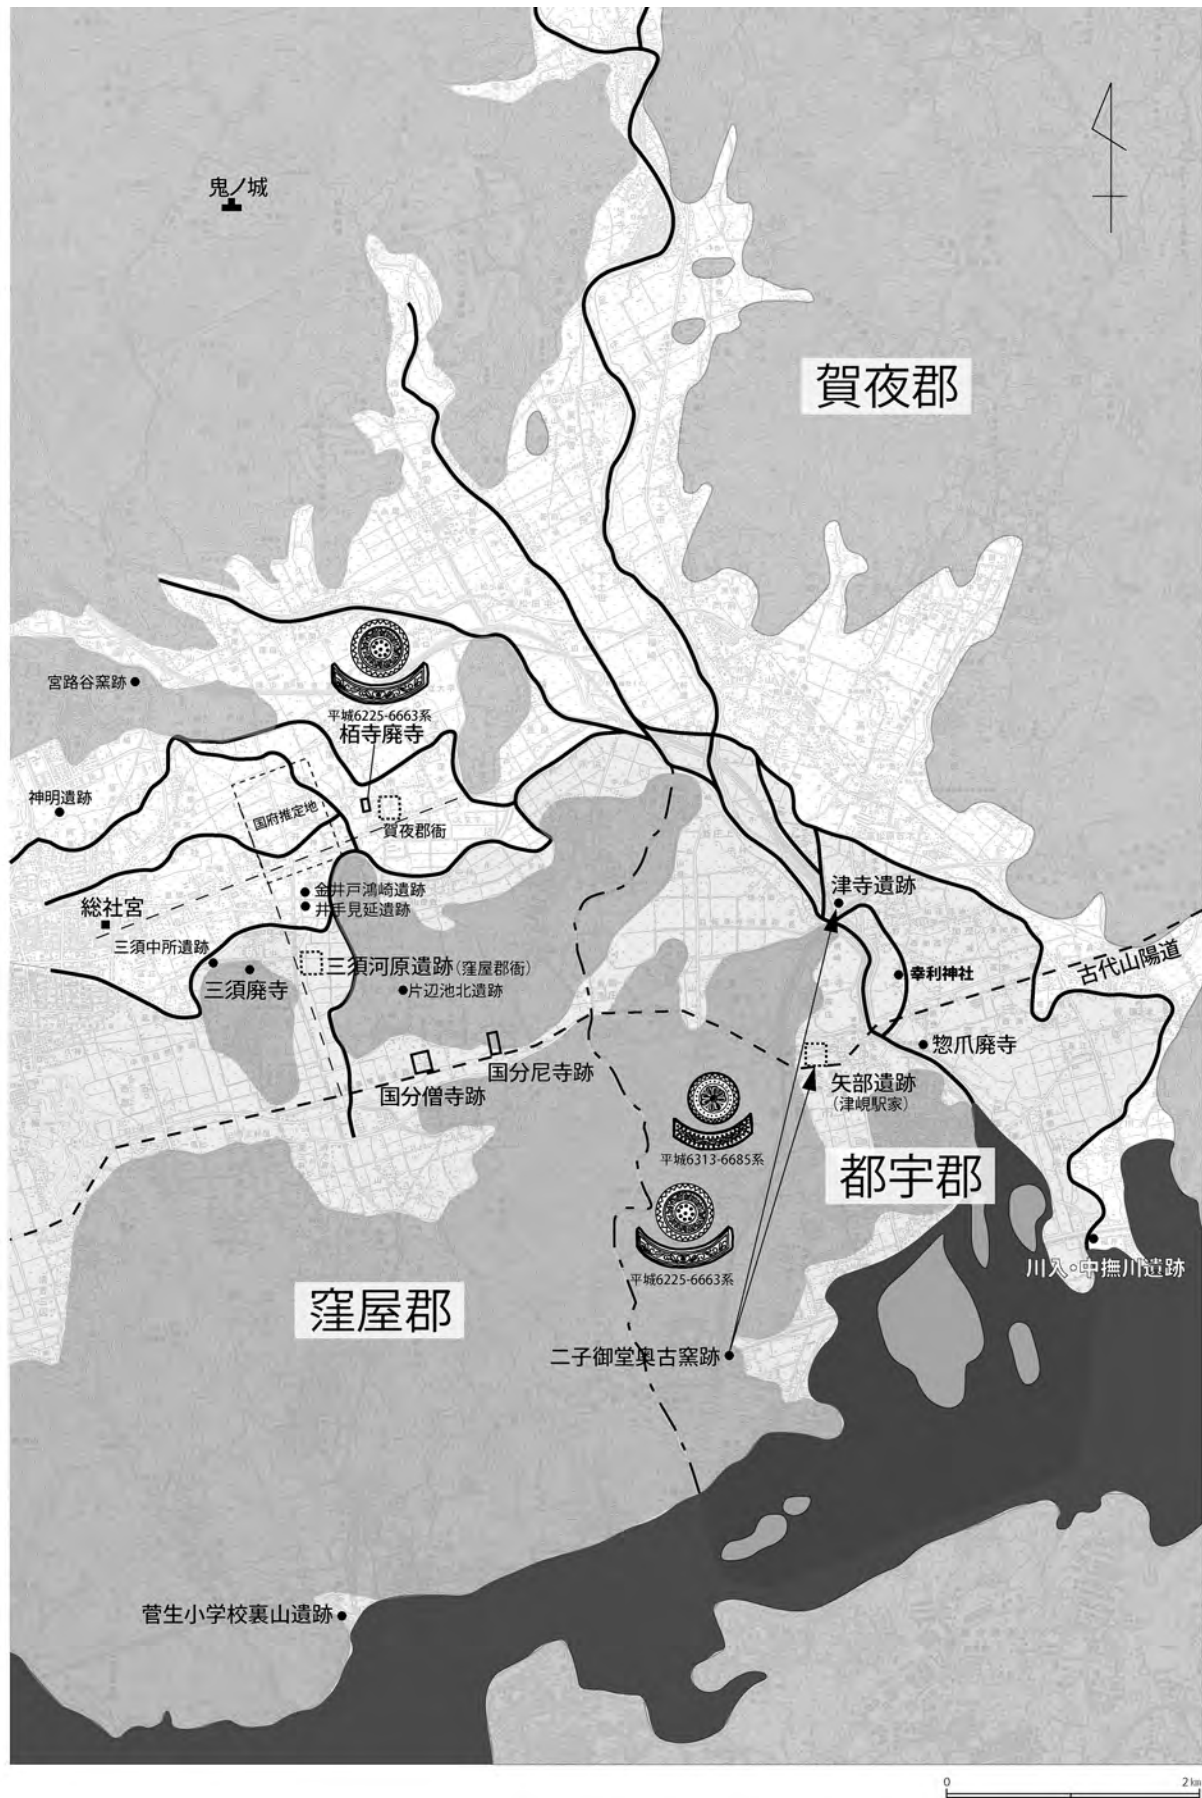 鬼ノ城
賀夜郡
宮路谷窯跡
平城6225-6663系
栢寺廃寺
神明遺跡
国府推定地
賀夜郡衙
金井戸鴻崎遺跡
井手見延遺跡
津寺遺跡
総社宮
三須中所遺跡
三須河原遺跡(窪屋郡衙)
三須廃寺
片辺池北遺跡
幸利神社
古代山陽道
惣爪廃寺
国分尼寺跡
国分僧寺跡
矢部遺跡
(津峴駅家)
平城6313-6685系
都宇郡
平城6225-6663系
川入・中撫川遺跡
窪屋郡
二子御堂奥古窯跡
菅生小学校裏山遺跡
0 2km